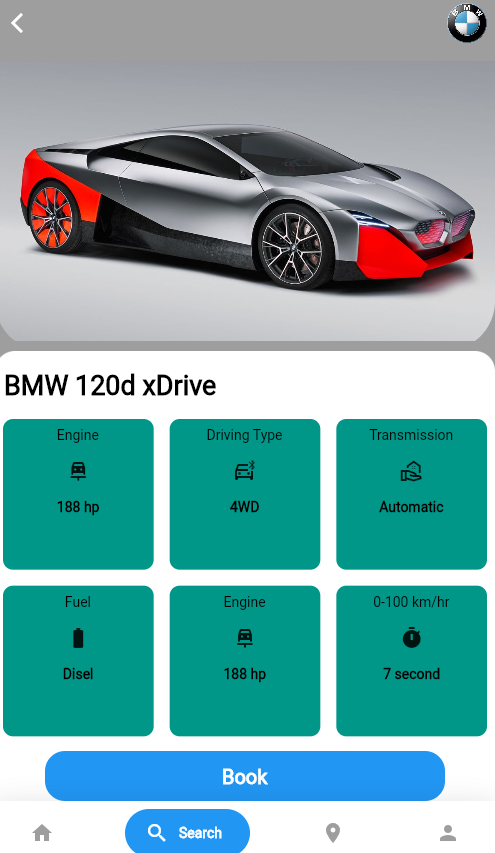 BMW
BMW 120d xDrive
Engine
Driving Type
Transmission
188 hp
4WD
Automatic
Fuel
Engine
0-100 km/hr
Disel
188 hp
7 second
Book
Search